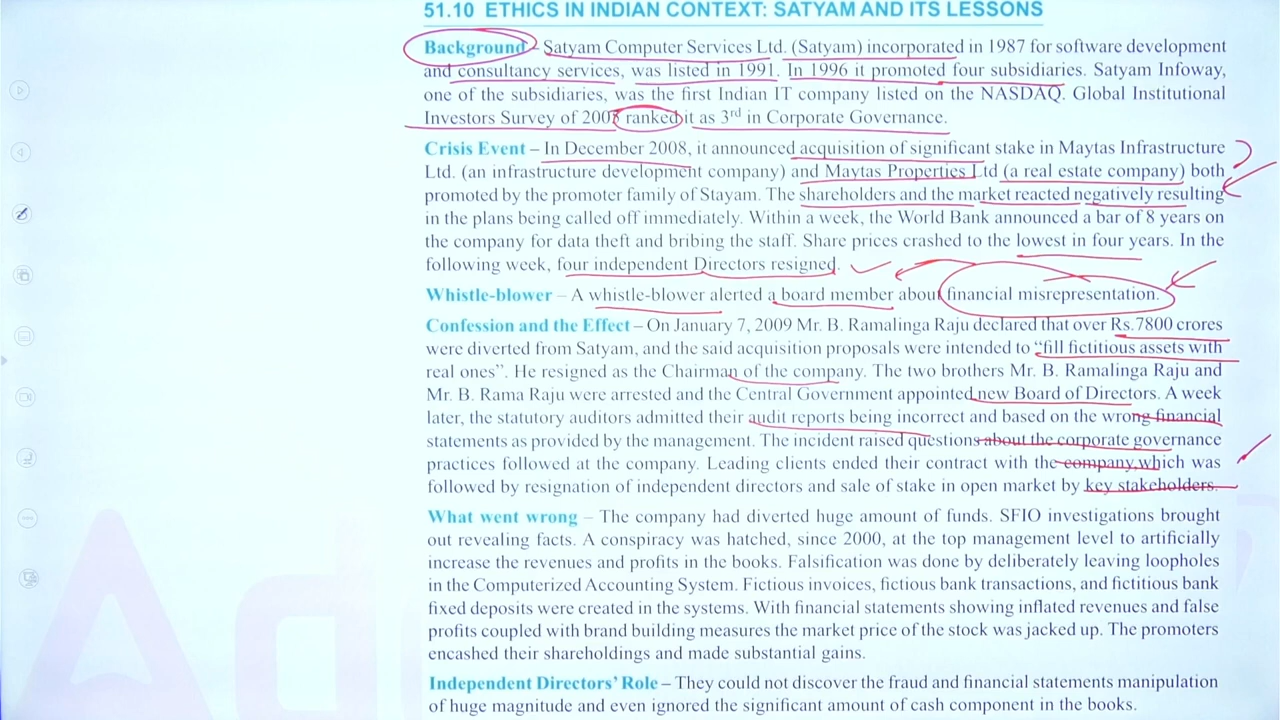 51.10 ETHICS IN INDIAN CONTEXT: SATYAM AND ITS LESSONS
Background – Satyam Computer Services Ltd. (Satyam) incorporated in 1987 for software development
and consultancy services, was listed in 1991. In 1996 it promoted four subsidiaries. Satyam Infoway,
one of the subsidiaries, was the first Indian IT company listed on the NASDAQ. Global Institutional
Investors Survey of 2008 ranked it as 3rd in Corporate Governance.
Crisis Event – In December 2008, it announced acquisition of significant stake in Maytas Infrastructure
Ltd. (an infrastructure development company) and Maytas Properties Ltd (a real estate company) both
promoted by the promoter family of Stayam. The shareholders and the market reacted negatively resulting
in the plans being called off immediately. Within a week, the World Bank announced a bar of 8 years on
the company for data theft and bribing the staff. Share prices crashed to the lowest in four years. In the
following week, four independent Directors resigned.
Whistle-blower – A whistle-blower alerted a board member about financial misrepresentation.
Confession and the Effect – On January 7, 2009 Mr. B. Ramalinga Raju declared that over Rs.7800 crores
were diverted from Satyam, and the said acquisition proposals were intended to “fill fictitious assets with
real ones”. He resigned as the Chairman of the company. The two brothers Mr. B. Ramalinga Raju and
Mr. B. Rama Raju were arrested and the Central Government appointed new Board of Directors. A week
later, the statutory auditors admitted their audit reports being incorrect and based on the wrong financial
statements as provided by the management. The incident raised questions about the corporate governance
practices followed at the company. Leading clients ended their contract with the company, which was
followed by resignation of independent directors and sale of stake in open market by key stakeholders.
What went wrong – The company had diverted huge amount of funds. SFIO investigations brought
out revealing facts. A conspiracy was hatched, since 2000, at the top management level to artificially
increase the revenues and profits in the books. Falsification was done by deliberately leaving loopholes
in the Computerized Accounting System. Fictious invoices, fictious bank transactions, and fictitious bank
fixed deposits were created in the systems. With financial statements showing inflated revenues and false
profits coupled with brand building measures the market price of the stock was jacked up. The promoters
encashed their shareholdings and made substantial gains.
Independent Directors’ Role – They could not discover the fraud and financial statements manipulation
of huge magnitude and even ignored the significant amount of cash component in the books.